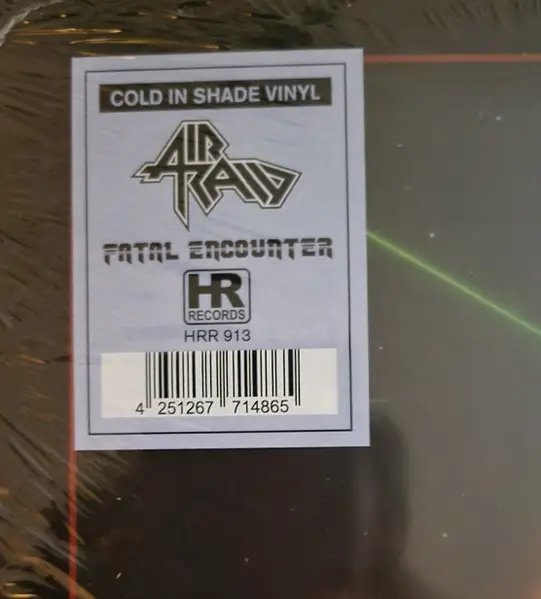 COLD IN SHADE VINYL
AIR
RAID
FATAL ENCOUNTER
HR
RECORDS
HRR 913
4 251267 714865